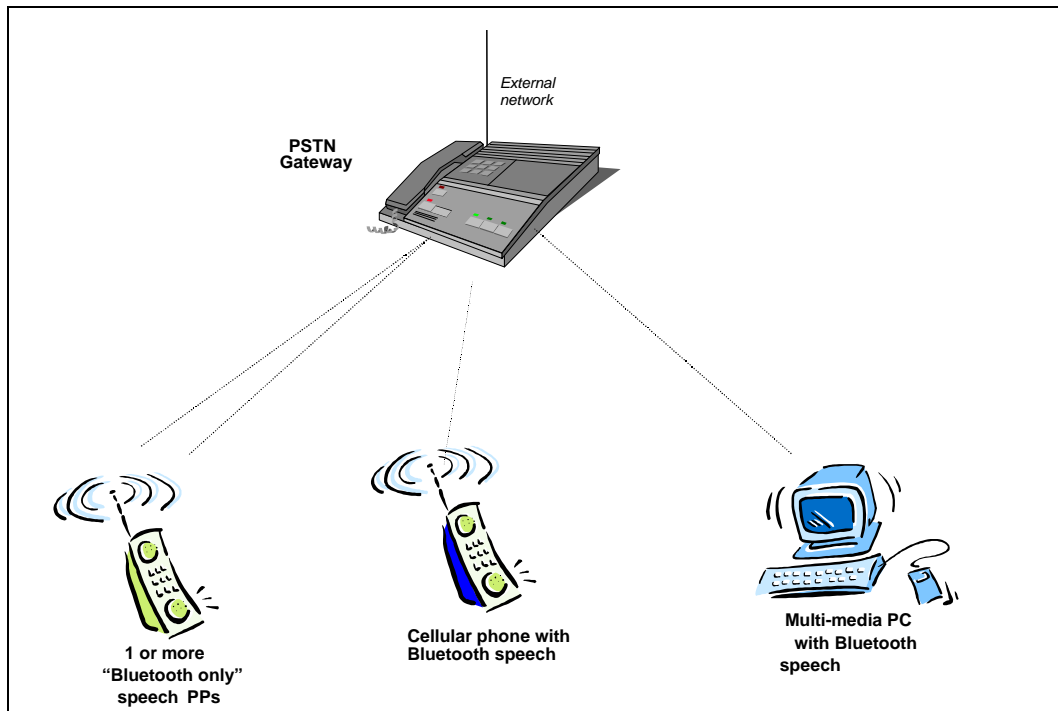 External
network
PSTN
Gateway
1 or more
“Bluetooth only”
speech PPs
Cellular phone with
Bluetooth speech
Multi-media PC
with Bluetooth
speech